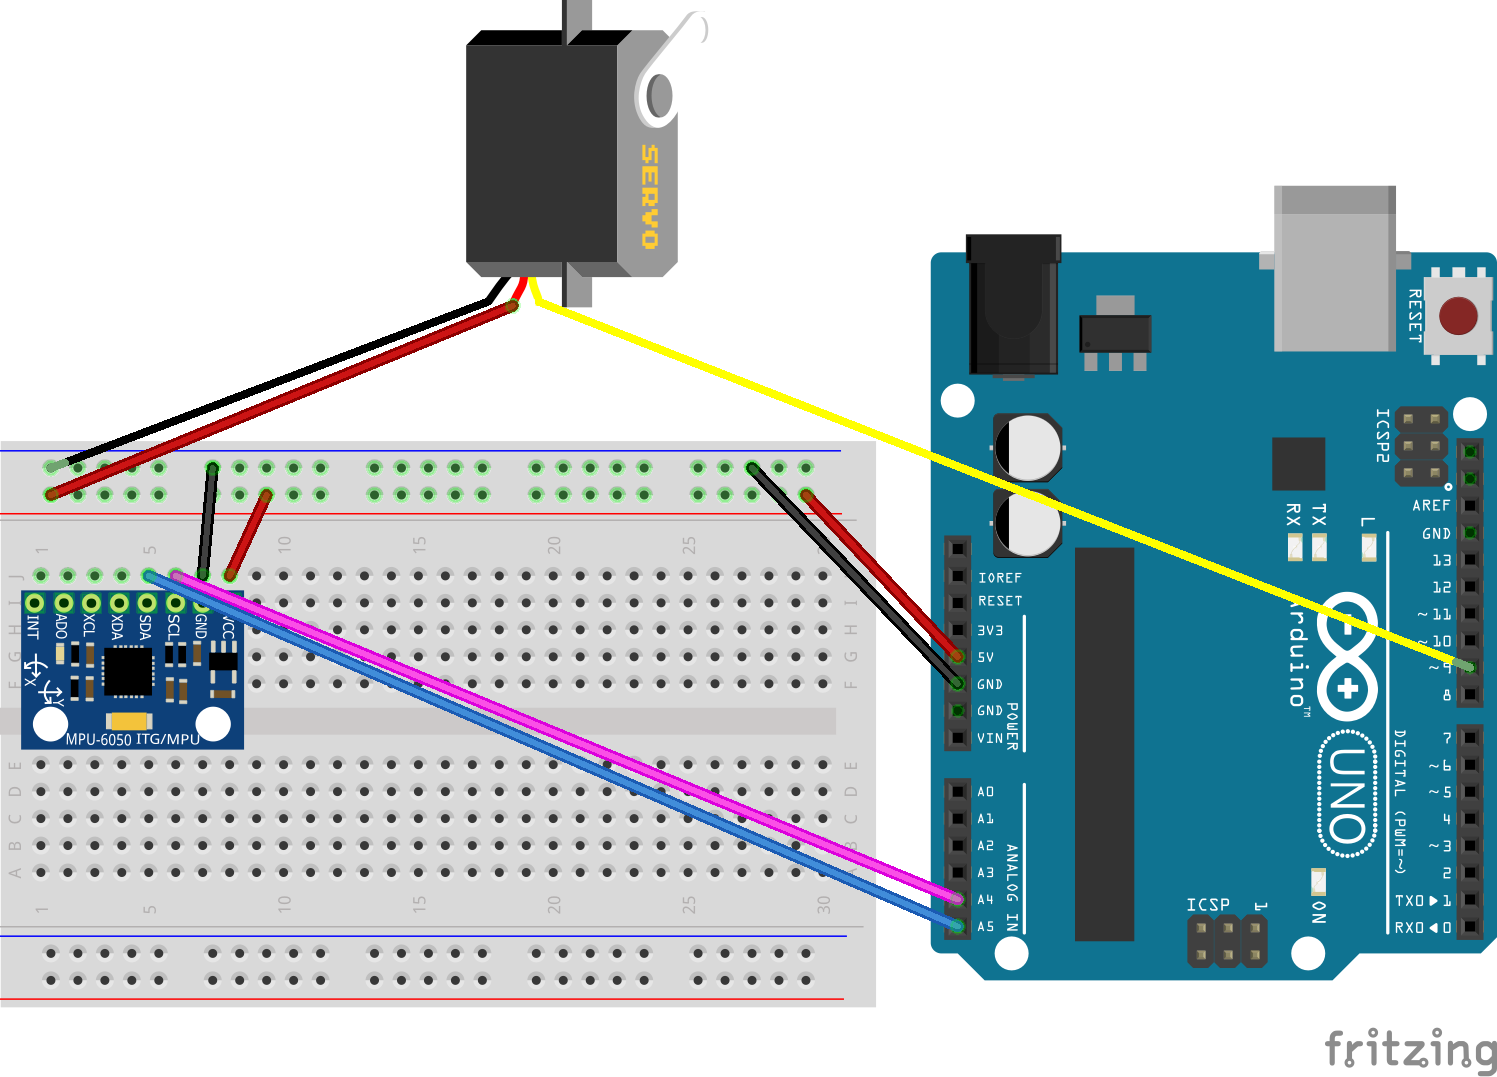 SERVO
RESET
ICSP2
AREF
GND
13
12
~11
~10
~9
8
RX
TX
L
IOREF
RESET
3V3
5V
GND
GND
VIN
POWER
Arduino™
UNO
DIGITAL (PWM=~)
7
~6
~5
4
~3
2
TX0▶1
RX0◀0
A0
A1
A2
A3
A4
A5
ANALOG IN
ICSP
1
ON
1
5
10
15
20
25
J
I
H
G
F
I
H
G
F
INT
AD0
XCL
XDA
SDA
SCL
GND
VCC
X
Y
MPU-6050 ITG/MPU
E
D
C
B
A
E
D
C
B
1
5
10
15
20
25
30
fritzing